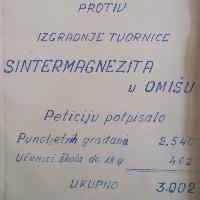 PROTIV
IZGRADNJE TVORNICE
SINTERMAGNEZITA
u OMIŠU
Peticiju potpisalo
Punoljetnih građana 2.540
Učenici škola do 18 g 462
UKUPNO 3.002